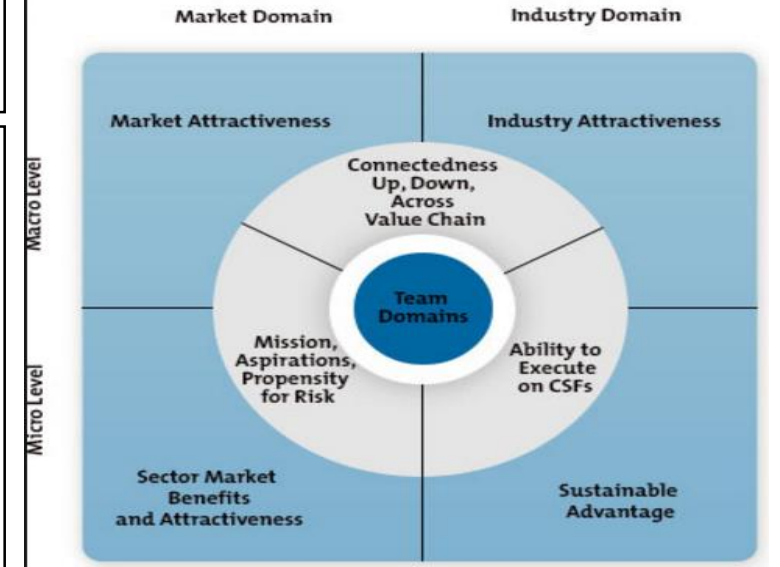 Market Domain
Industry Domain
Market Attractiveness
Industry Attractiveness
Macro Level
Connectedness
Up, Down,
Across
Value Chain
Team
Domains
Mission,
Aspirations,
Propensity
for Risk
Ability to
Execute
on CSFs
Micro Level
Sector Market
Benefits
and Attractiveness
Sustainable
Advantage